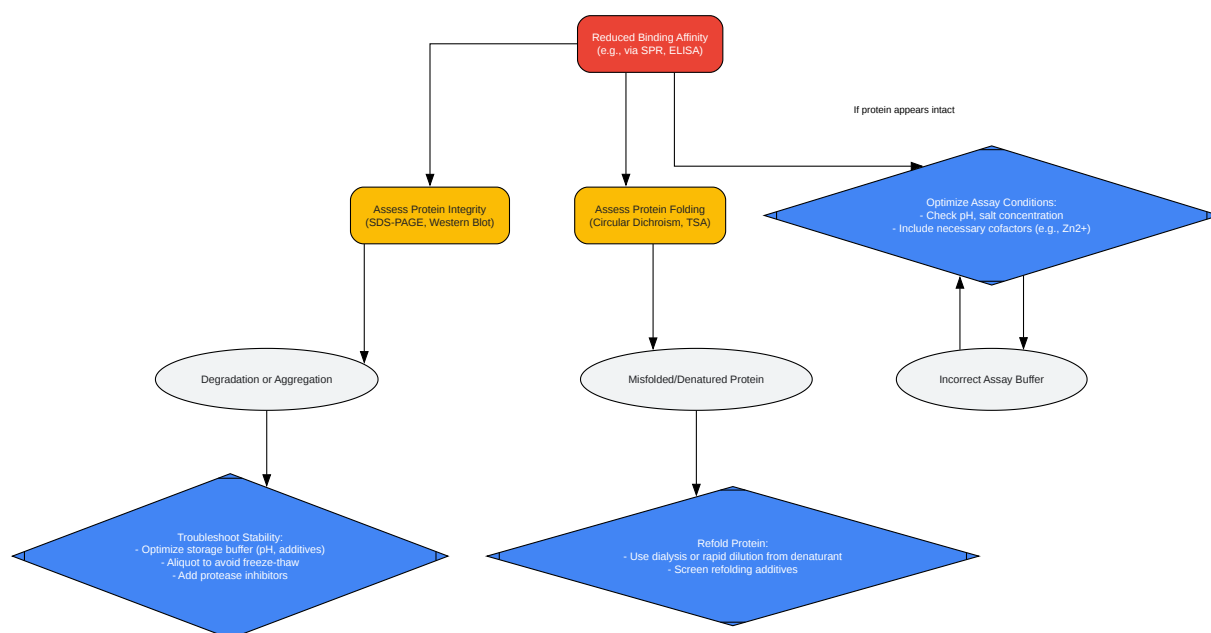 Reduced Binding Affinity
(e.g., via SPR, ELISA)
If protein appears intact
Assess Protein Integrity
(SDS-PAGE, Western Blot)
Assess Protein Folding
(Circular Dichroism, TSA)
Optimize Assay Conditions:
- Check pH, salt concentration
- Include necessary cofactors (e.g., Zn2+)
Degradation or Aggregation
Misfolded/Denatured Protein
Incorrect Assay Buffer
Troubleshoot Stability:
- Optimize storage buffer (pH, additives)
- Aliquot to avoid freeze-thaw
- Add protease inhibitors
Refold Protein:
- Use dialysis or rapid dilution from denaturant
- Screen refolding additives